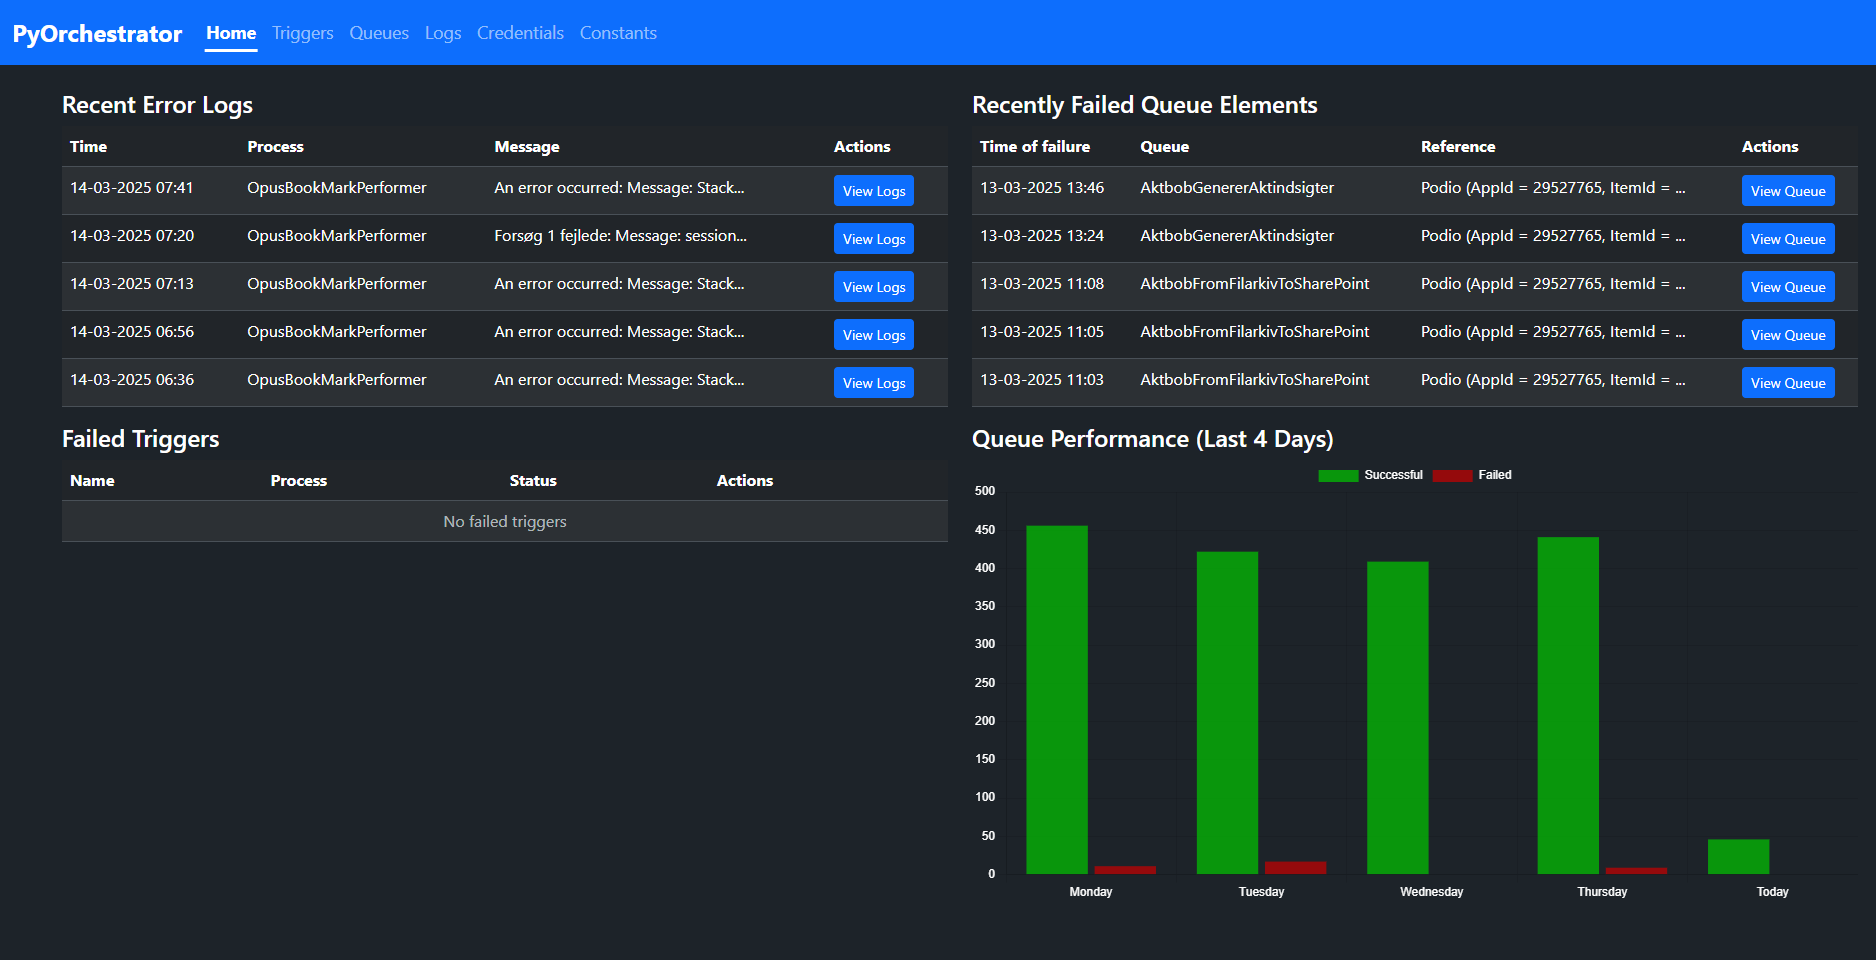 PyOrchestrator Home Triggers Queues Logs Credentials Constants
Recent Error Logs
Time Process Message Actions
14-03-2025 07:41 OpusBookMarkPerformer An error occurred: Message: Stack... View Logs
14-03-2025 07:20 OpusBookMarkPerformer Forsøg 1 fejlede: Message: session... View Logs
14-03-2025 07:13 OpusBookMarkPerformer An error occurred: Message: Stack... View Logs
14-03-2025 06:56 OpusBookMarkPerformer An error occurred: Message: Stack... View Logs
14-03-2025 06:36 OpusBookMarkPerformer An error occurred: Message: Stack... View Logs
Recently Failed Queue Elements
Time of failure Queue Reference Actions
13-03-2025 13:46 AktbobGenererAktindsigter Podio (AppId = 29527765, ItemId = ... View Queue
13-03-2025 13:24 AktbobGenererAktindsigter Podio (AppId = 29527765, ItemId = ... View Queue
13-03-2025 11:08 AktbobFromFilarkivToSharePoint Podio (AppId = 29527765, ItemId = ... View Queue
13-03-2025 11:05 AktbobFromFilarkivToSharePoint Podio (AppId = 29527765, ItemId = ... View Queue
13-03-2025 11:03 AktbobFromFilarkivToSharePoint Podio (AppId = 29527765, ItemId = ... View Queue
Failed Triggers
Name Process Status Actions
No failed triggers
Queue Performance (Last 4 Days)
Successful Failed
500
450
400
350
300
250
200
150
100
50
0
Monday Tuesday Wednesday Thursday Today